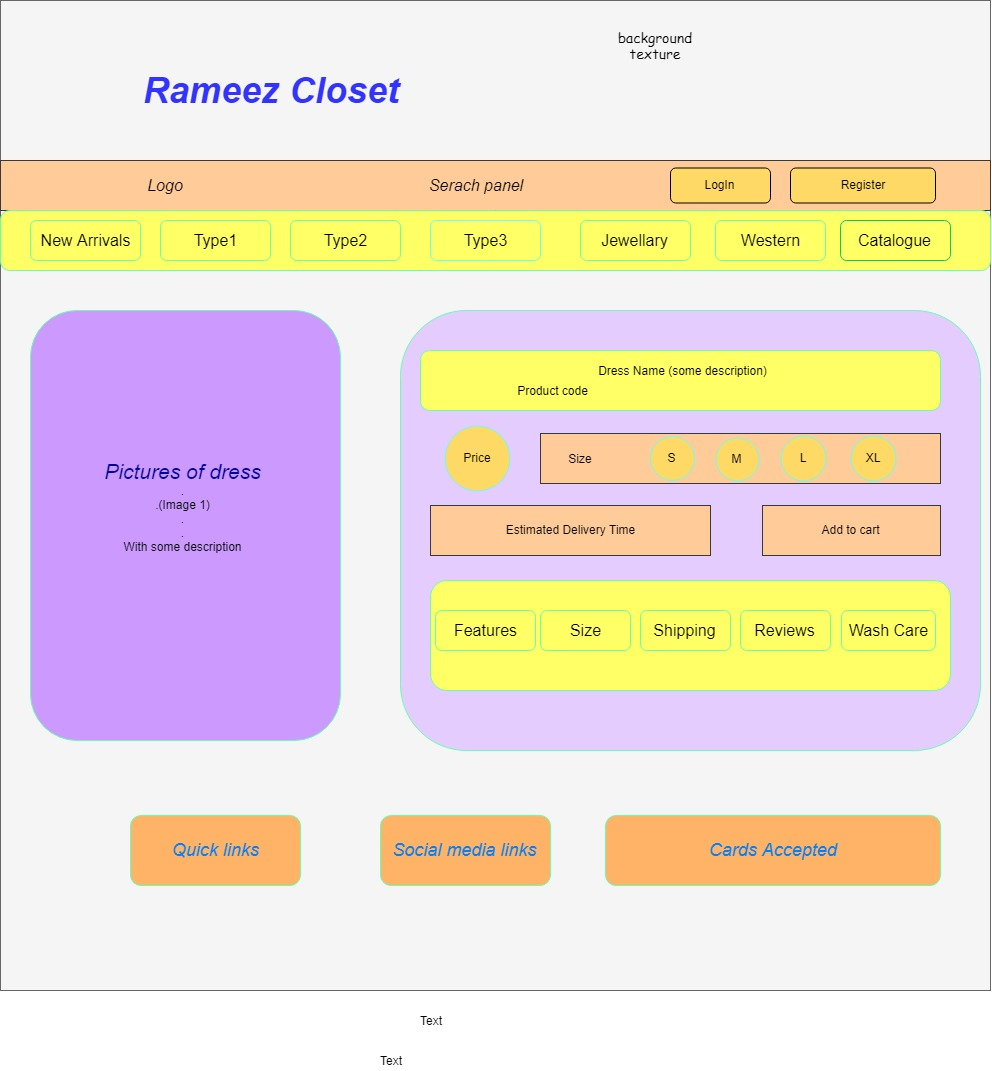 background
texture
Rameez Closet
Logo
Serach panel
LogIn
Register
New Arrivals
Type1
Type2
Type3
Jewellary
Western
Catalogue
Pictures of dress
.
.(Image 1)
.
.
With some description
Dress Name (some description)
Product code
Price
Size
S
M
L
XL
Estimated Delivery Time
Add to cart
Features
Size
Shipping
Reviews
Wash Care
Quick links
Social media links
Cards Accepted
Text
Text